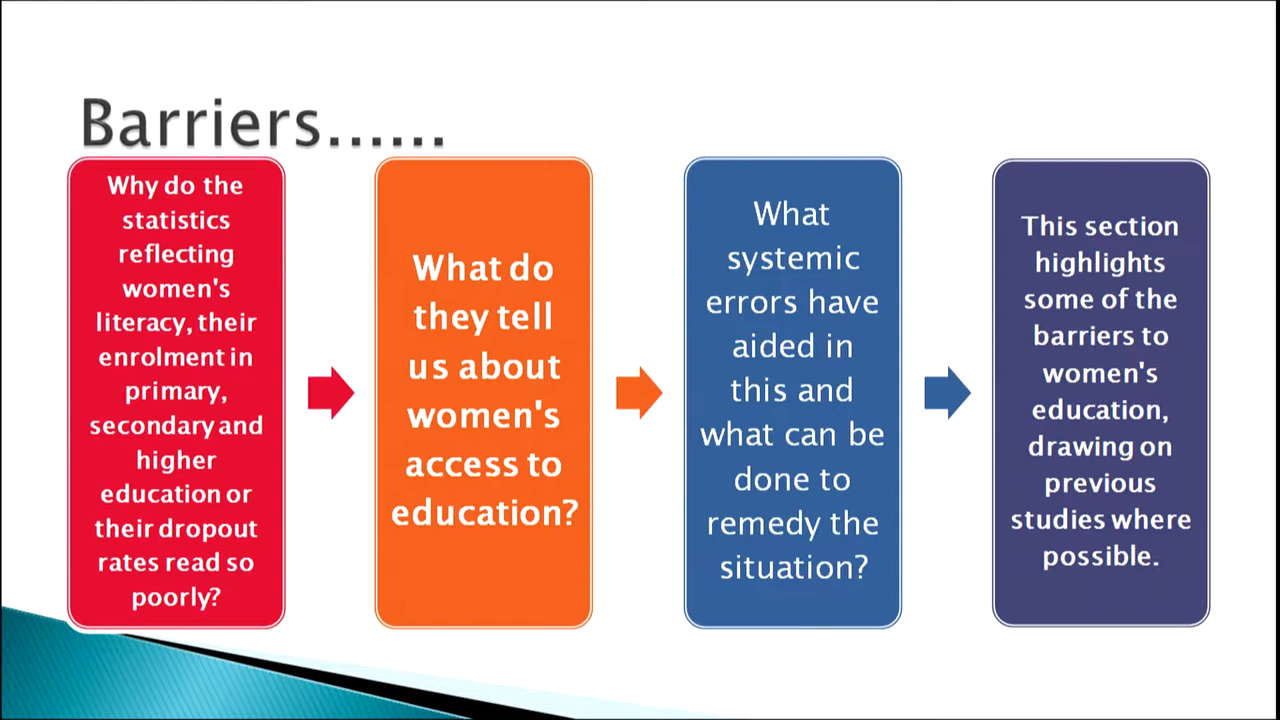 Barriers......
Why do the
statistics
reflecting
women's
literacy, their
enrolment in
primary,
secondary and
higher
education or
their dropout
rates read so
poorly?
What do
they tell
us about
women's
access to
education?
What
systemic
errors have
aided in
this and
what can be
done to
remedy the
situation?
This section
highlights
some of the
barriers to
women's
education,
drawing on
previous
studies where
possible.